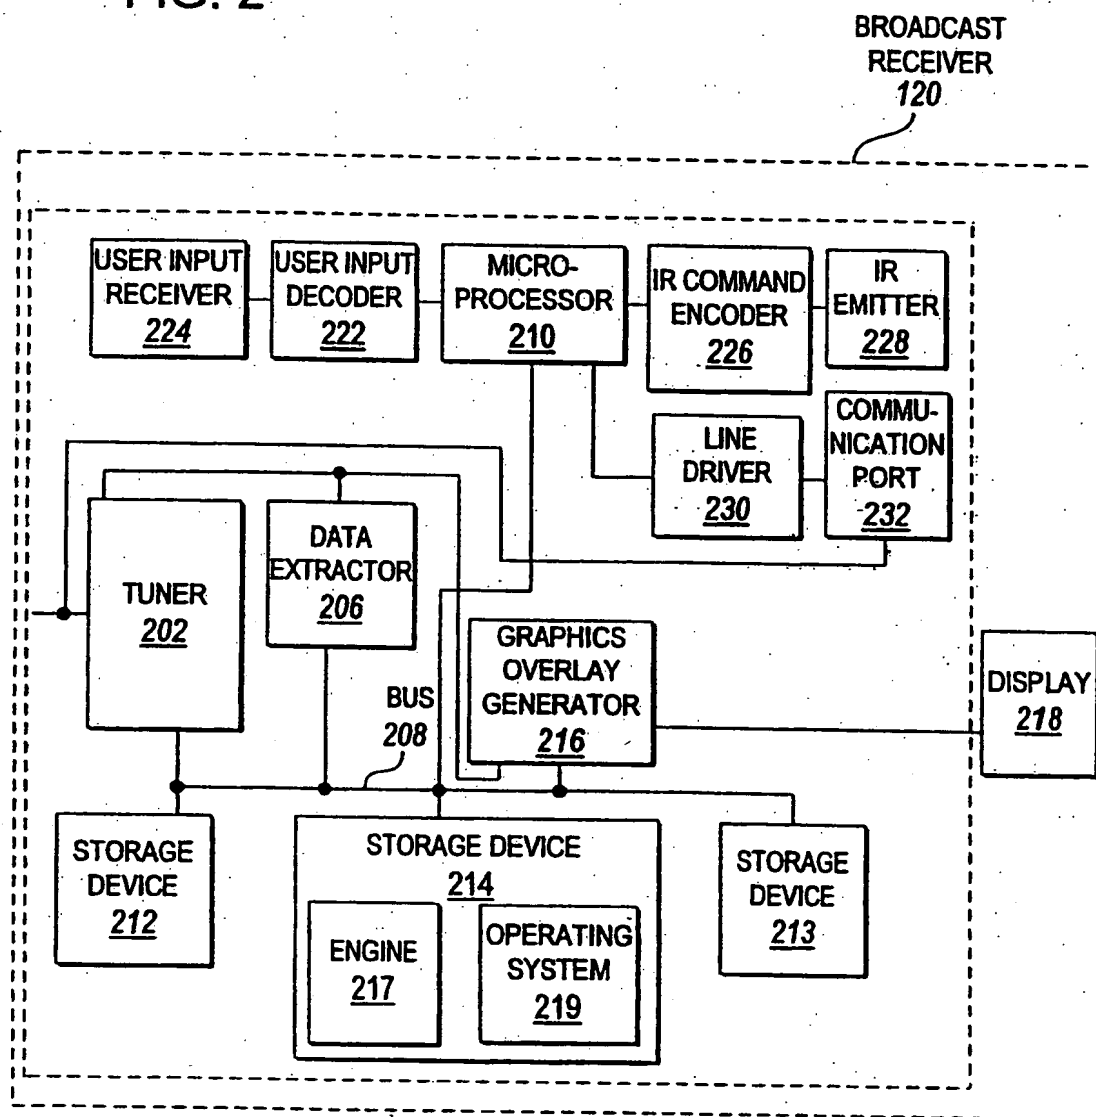 FIG. 2
BROADCAST
RECEIVER
120
USER INPUT
RECEIVER
224
USER INPUT
DECODER
222
MICRO-
PROCESSOR
210
IR COMMAND
ENCODER
226
IR
EMITTER
228
LINE
DRIVER
230
COMMU-
NICATION
PORT
232
TUNER
202
DATA
EXTRACTOR
206
GRAPHICS
OVERLAY
GENERATOR
216
BUS
208
DISPLAY
218
STORAGE
DEVICE
212
STORAGE DEVICE
214
ENGINE
217
OPERATING
SYSTEM
219
STORAGE
DEVICE
213